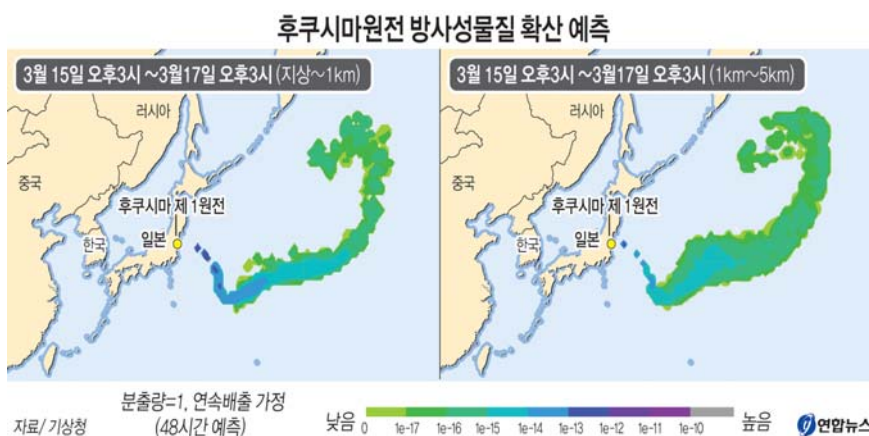 후쿠시마원전 방사성물질 확산 예측
3월 15일 오후3시 ~3월17일 오후3시 (지상~1km)
러시아
중국
후쿠시마 제 1원전
한국
일본
3월 15일 오후3시 ~3월17일 오후3시 (1km~5km)
러시아
중국
후쿠시마 제 1원전
한국
일본
자료/ 기상청
분출량=1, 연속배출 가정
(48시간 예측)
낮음
0 1e-17 1e-16 1e-15 1e-14 1e-13 1e-12 1e-11 1e-10
높음
연합뉴스